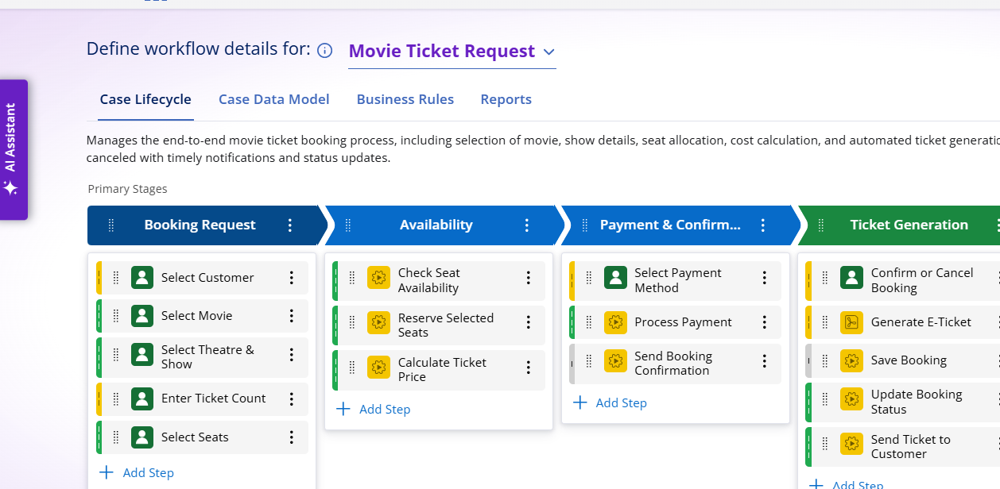 Define workflow details for: Movie Ticket Request
AI Assistant
Case Lifecycle Case Data Model Business Rules Reports
Manages the end-to-end movie ticket booking process, including selection of movie, show details, seat allocation, cost calculation, and automated ticket
canceled with timely notifications and status updates.
Primary Stages
Booking Request
Select Customer
Select Movie
Select Theatre &
Show
Enter Ticket Count
Select Seats
Add Step
Availability
Check Seat
Availability
Reserve Selected
Seats
Calculate Ticket
Price
Add Step
Payment & Confirm...
Select Payment
Method
Process Payment
Send Booking
Confirmation
Add Step
Ticket Generation
Confirm or Cancel
Booking
Generate E-Ticket
Save Booking
Update Booking
Status
Send Ticket to
Customer
Add Step